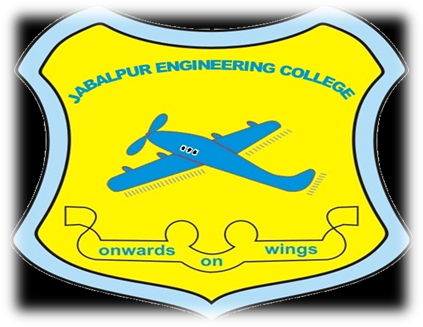 JABALPUR ENGINEERING COLLEGE
onwards on wings